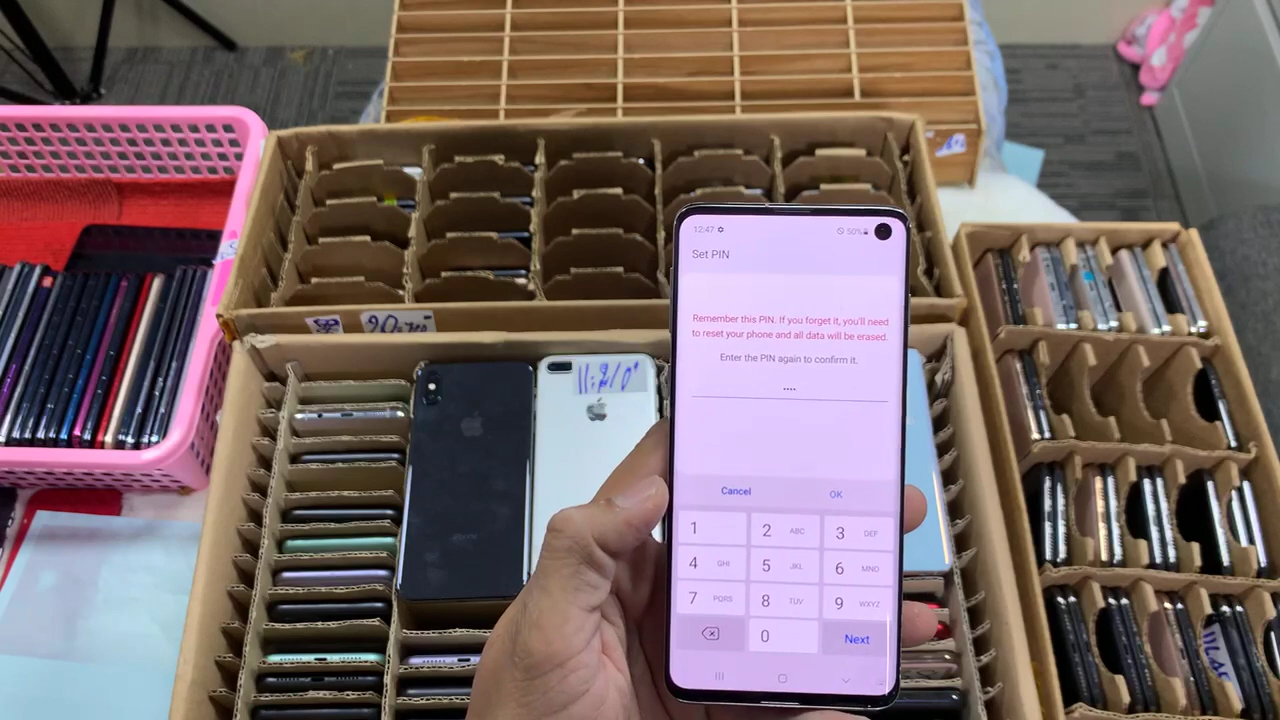 12:47
50%
Set PIN
Remember this PIN. If you forget it, you'll need
to reset your phone and all data will be erased.
Enter the PIN again to confirm it.
••••
Cancel OK
1 2 ABC 3 DEF
4 GHI 5 JKL 6 MNO
7 PQRS 8 TUV 9 WXYZ
0 Next